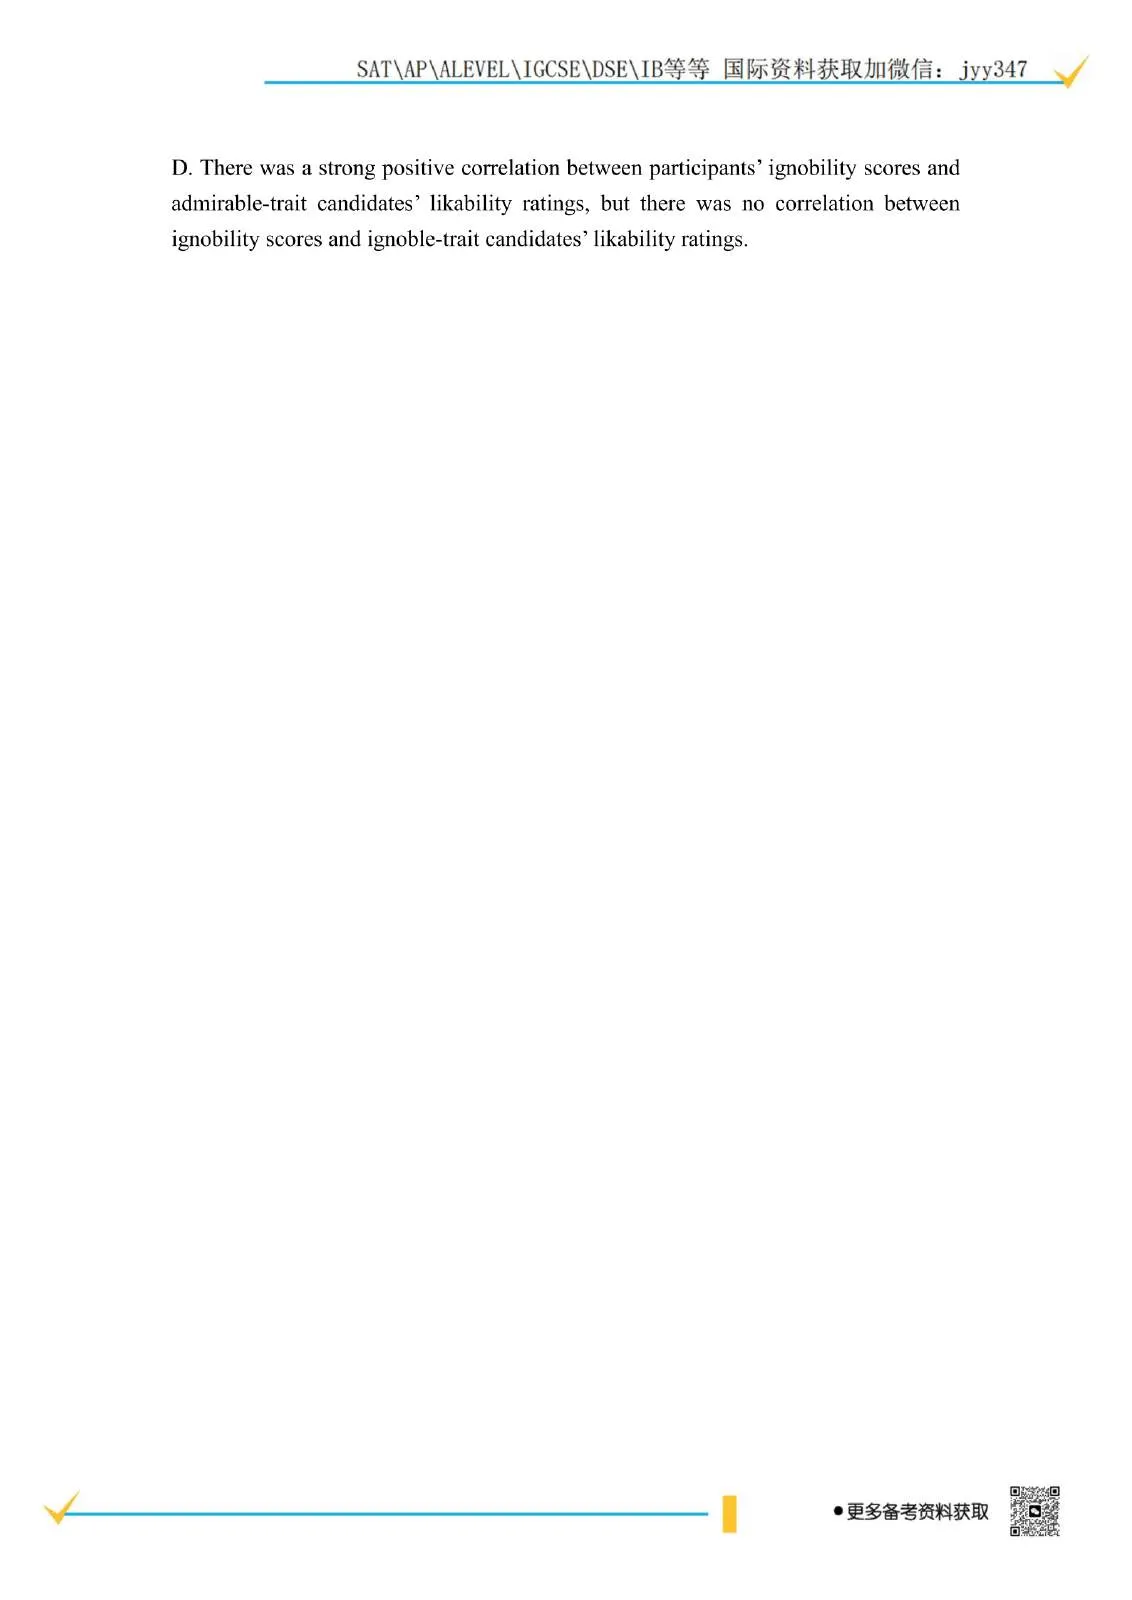 SAT\AP\ALEVEL\IGCSE\DSE\IB等等 国际资料获取加微信：jyy347
D. There was a strong positive correlation between participants’ ignobility scores and
admirable-trait candidates’ likability ratings, but there was no correlation between
ignobility scores and ignoble-trait candidates’ likability ratings.
●更多备考资料获取